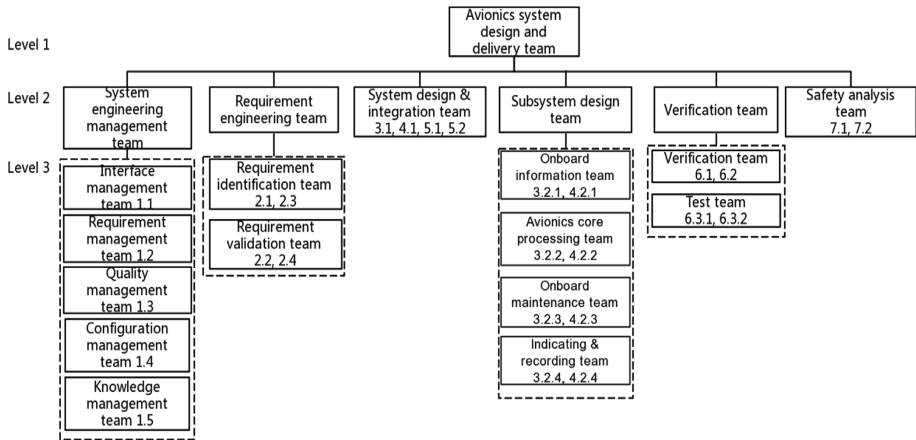 Avionics system
design and
delivery team
Level 1
Level 2
System
engineering
management
team
Requirement
engineering team
System design &
integration team
3.1, 4.1, 5.1, 5.2
Subsystem design
team
Verification team
Safety analysis
team
7.1, 7.2
Level 3
Interface
management
team 1.1
Requirement
management
team 1.2
Quality
management
team 1.3
Configuration
management
team 1.4
Knowledge
management
team 1.5
Requirement
identification team
2.1, 2.3
Requirement
validation team
2.2, 2.4
Onboard
information team
3.2.1, 4.2.1
Avionics core
processing team
3.2.2, 4.2.2
Onboard
maintenance team
3.2.3, 4.2.3
Indicating &
recording team
3.2.4, 4.2.4
Verification team
6.1, 6.2
Test team
6.3.1, 6.3.2